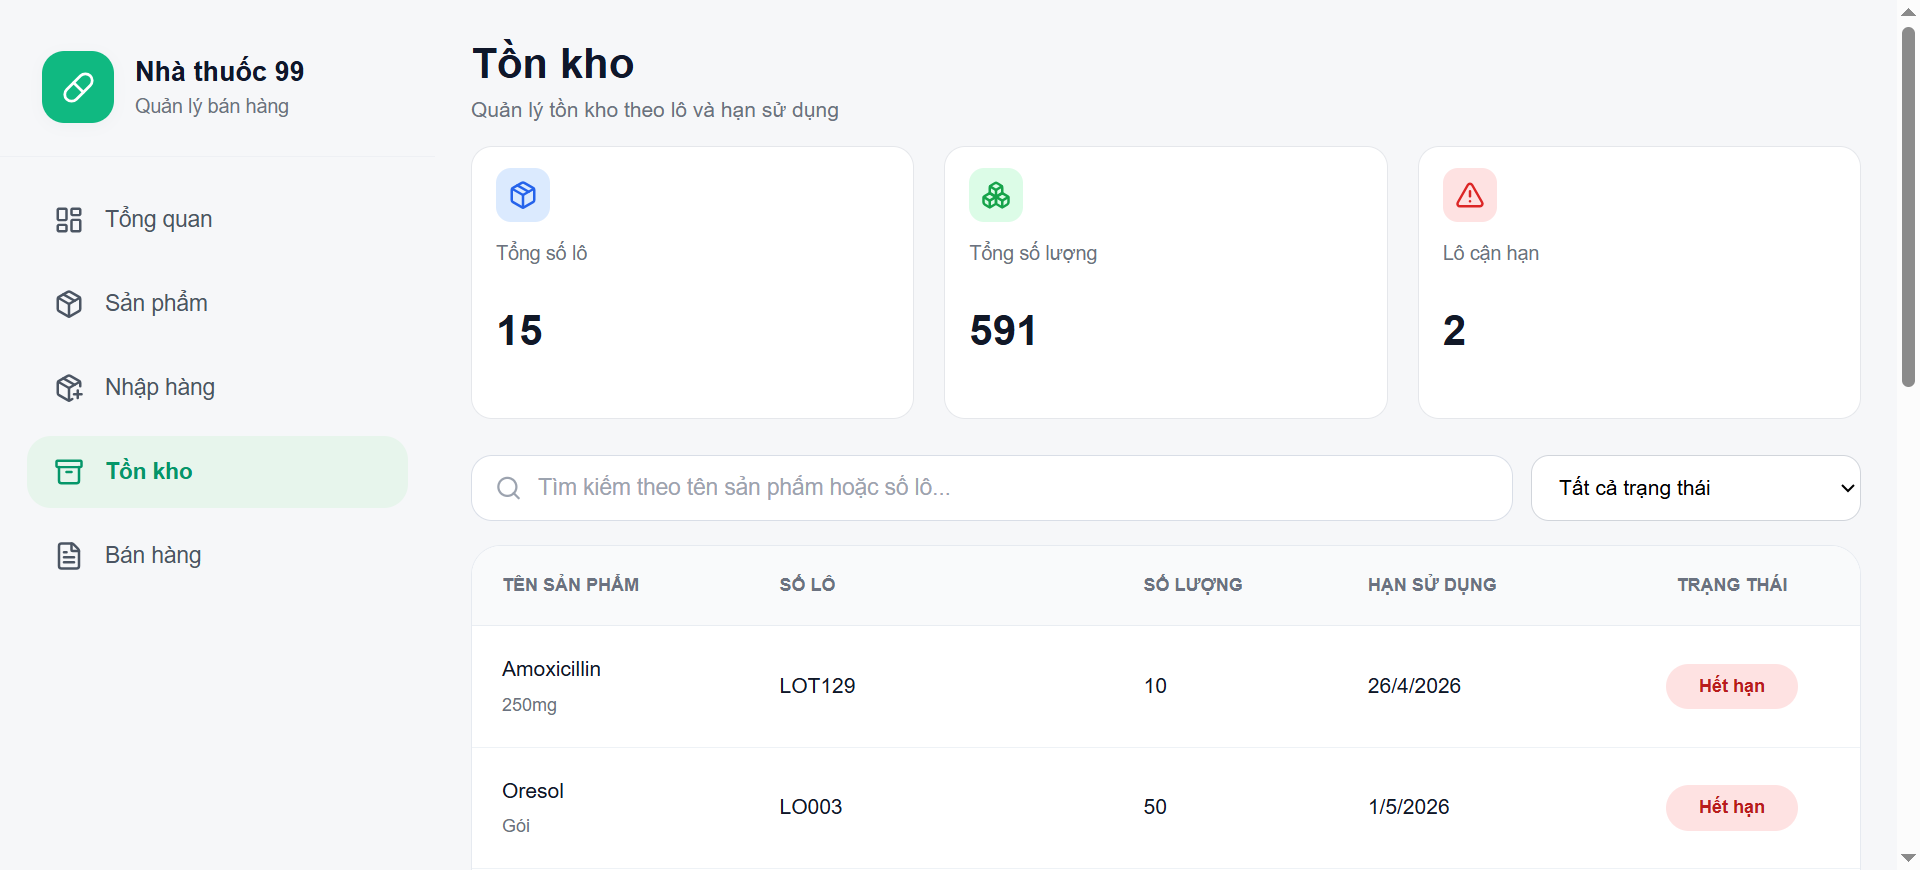 Nhà thuốc 99
Quản lý bán hàng
Tổng quan
Sản phẩm
Nhập hàng
Tồn kho
Bán hàng
Tồn kho
Quản lý tồn kho theo lô và hạn sử dụng
Tổng số lô
15
Tổng số lượng
591
Lô cận hạn
2
Tìm kiếm theo tên sản phẩm hoặc số lô...
Tất cả trạng thái
TÊN SẢN PHẨM SỐ LÔ SỐ LƯỢNG HẠN SỬ DỤNG TRẠNG THÁI
Amoxicillin
250mg
LOT129 10 26/4/2026 Hết hạn
Oresol
Gói
LO003 50 1/5/2026 Hết hạn